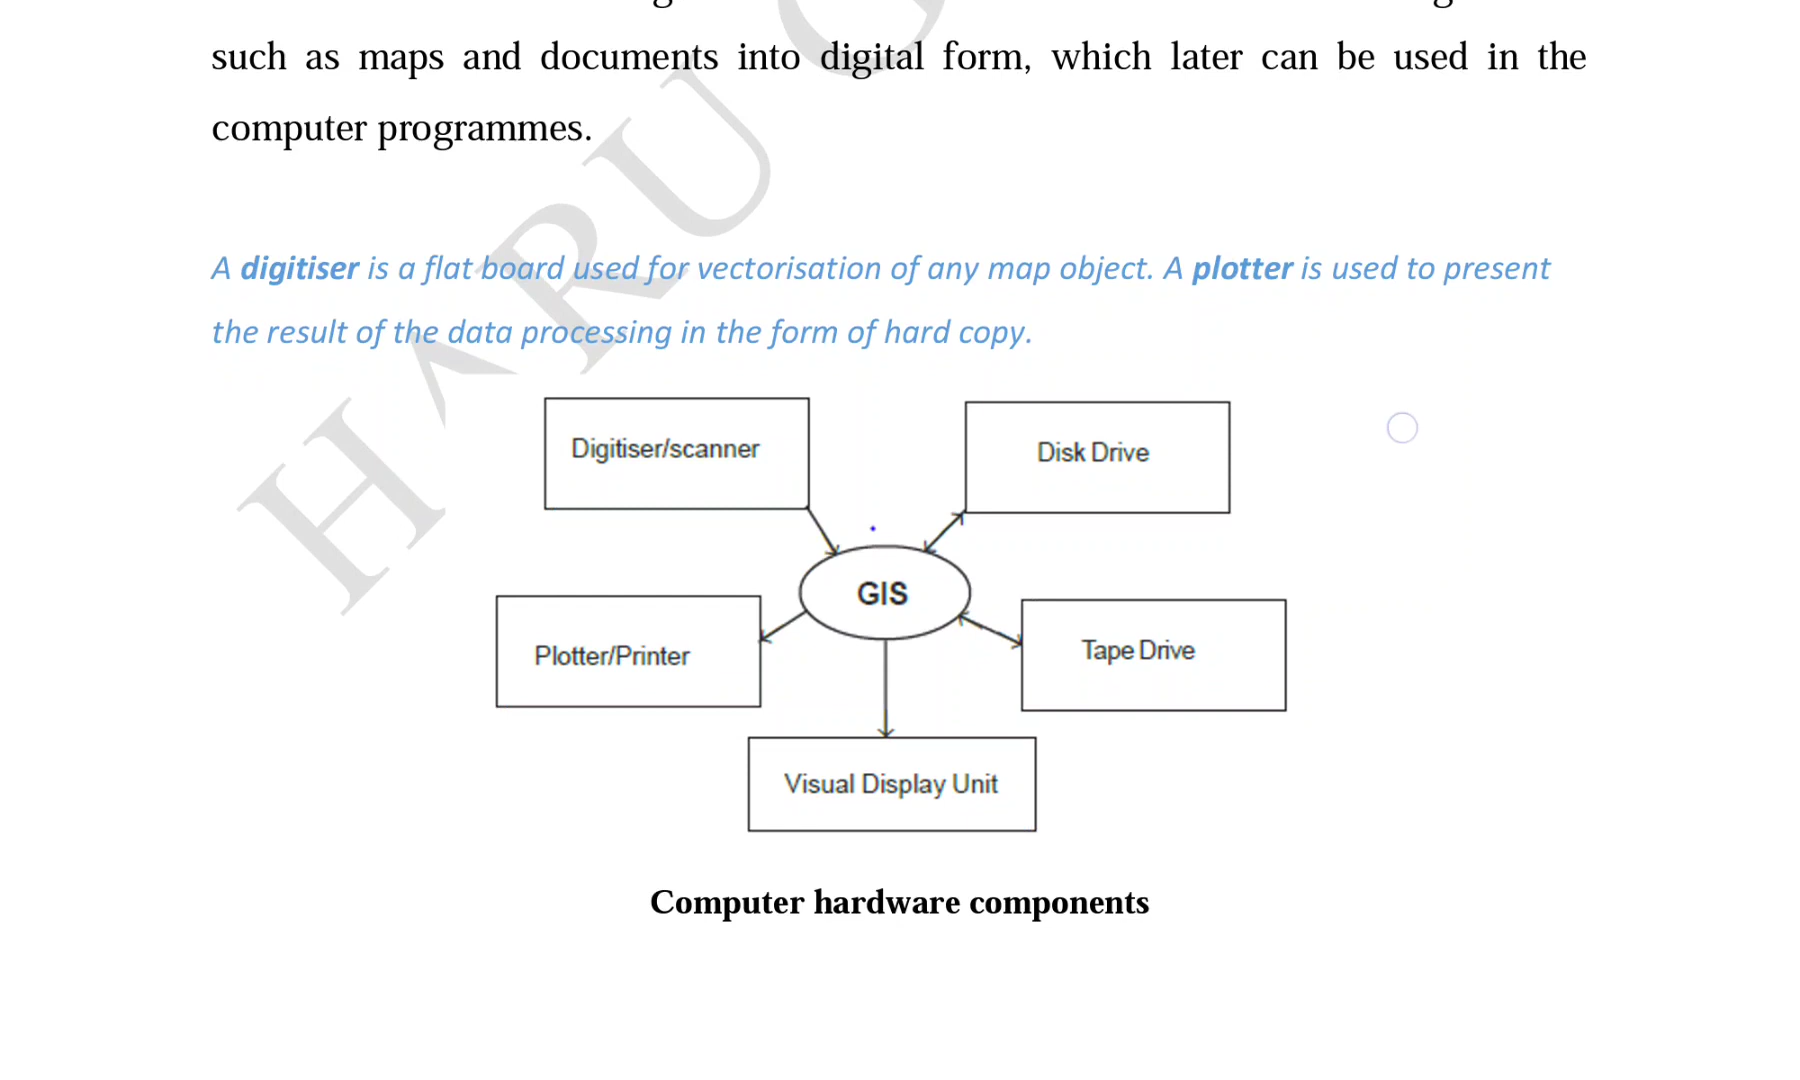 such as maps and documents into digital form, which later can be used in the
computer programmes.
A digitiser is a flat board used for vectorisation of any map object. A plotter is used to present
the result of the data processing in the form of hard copy.
Digitiser/scanner
Disk Drive
GIS
Plotter/Printer
Tape Drive
Visual Display Unit
Computer hardware components
HARU